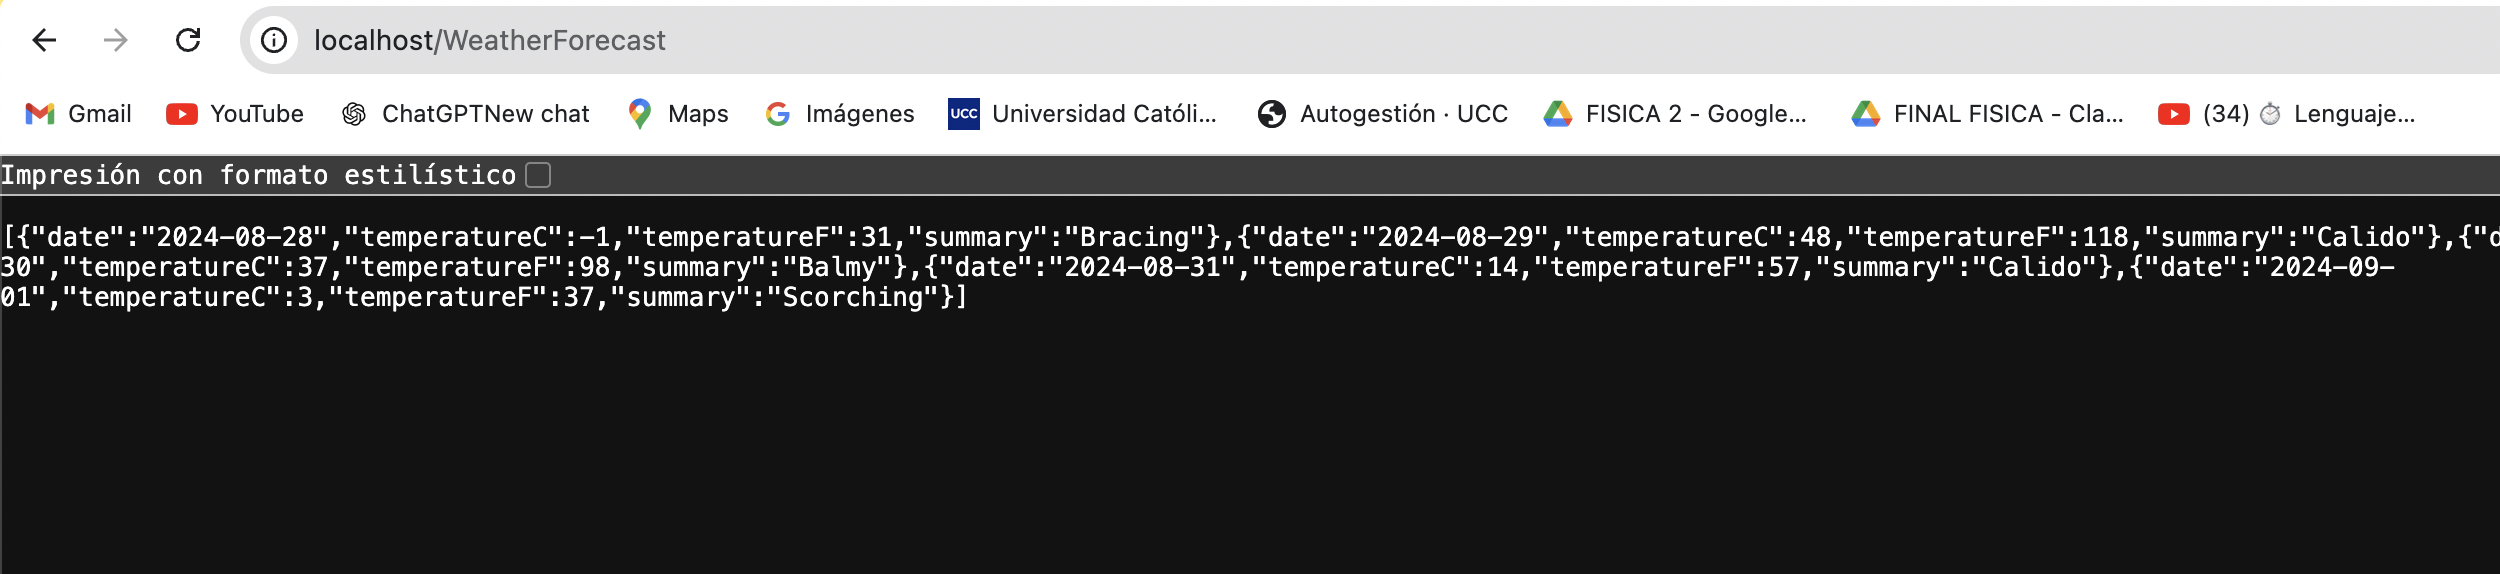 localhost/WeatherForecast
Gmail YouTube ChatGPTNew chat Maps Imágenes UCC Universidad Católi... Autogestión · UCC FISICA 2 - Google... FINAL FISICA - Cla... (34) Lenguaje...
Impresión con formato estilístico
[{"date":"2024-08-28","temperatureC":-1,"temperatureF":31,"summary":"Bracing"},{"date":"2024-08-29","temperatureC":48,"temperatureF":118,"summary":"Calido"},{"d
30","temperatureC":37,"temperatureF":98,"summary":"Balmy"},{"date":"2024-08-31","temperatureC":14,"temperatureF":57,"summary":"Calido"},{"date":"2024-09-
01","temperatureC":3,"temperatureF":37,"summary":"Scorching"}]